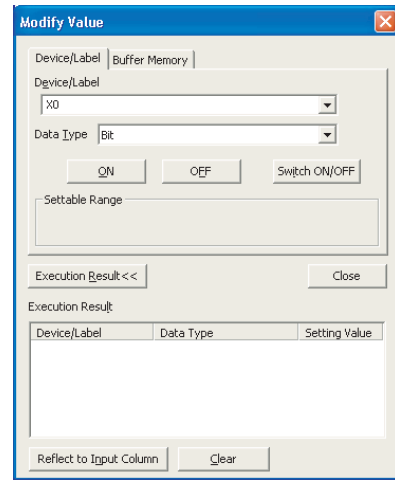 Modify Value
Device/Label Buffer Memory
Device/Label
X0
Data Type Bit
ON OFF Switch ON/OFF
Settable Range
Execution Result<< Close
Execution Result
Device/Label Data Type Setting Value
Reflect to Input Column Clear